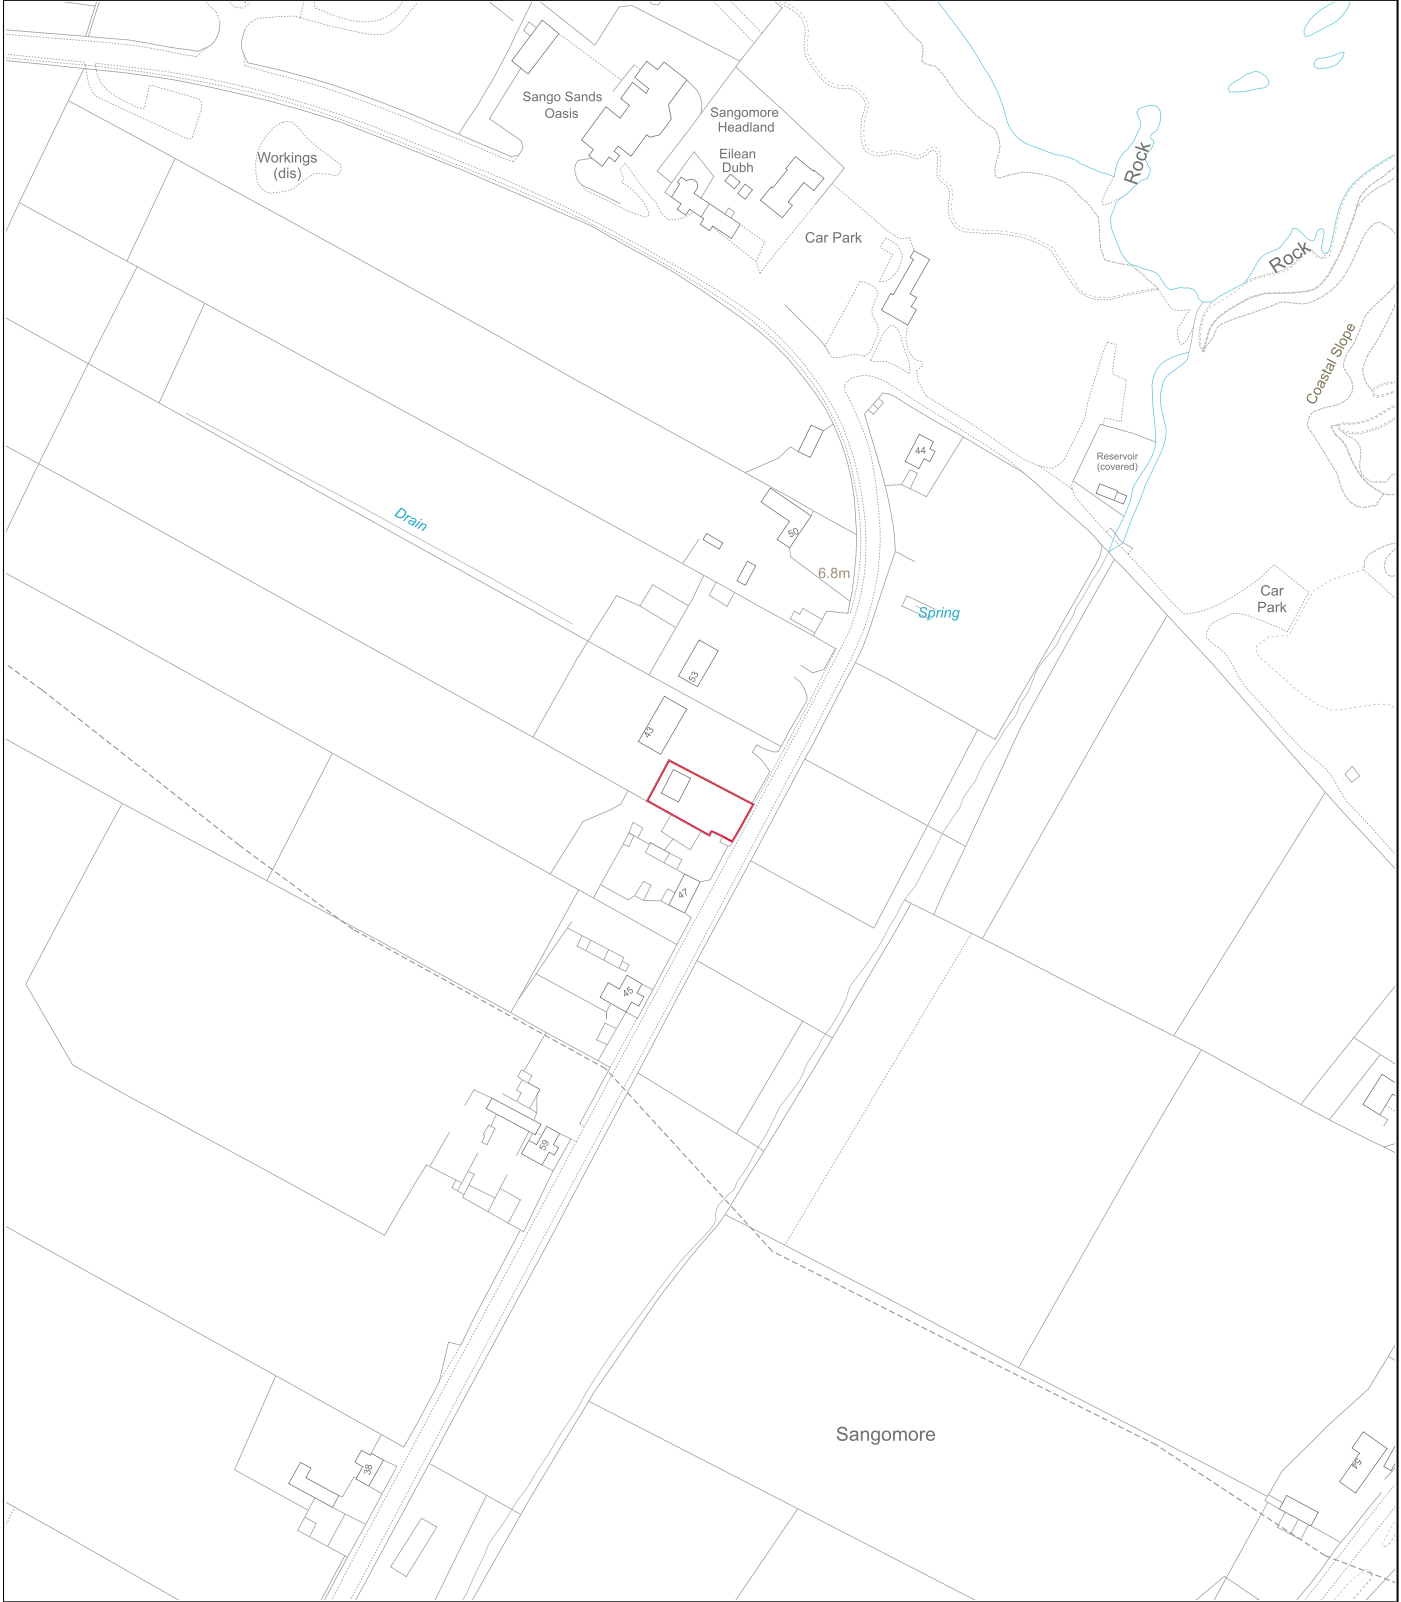 Sango Sands
Oasis
Sangomore
Headland
Eilean
Dubh
Workings
(dis)
Rock
Car Park
Rock
Coastal Slope
44
Reservoir
(covered)
Drain
50
6.8m
Car
Park
Spring
53
43
47
45
59
Sangomore
38
54